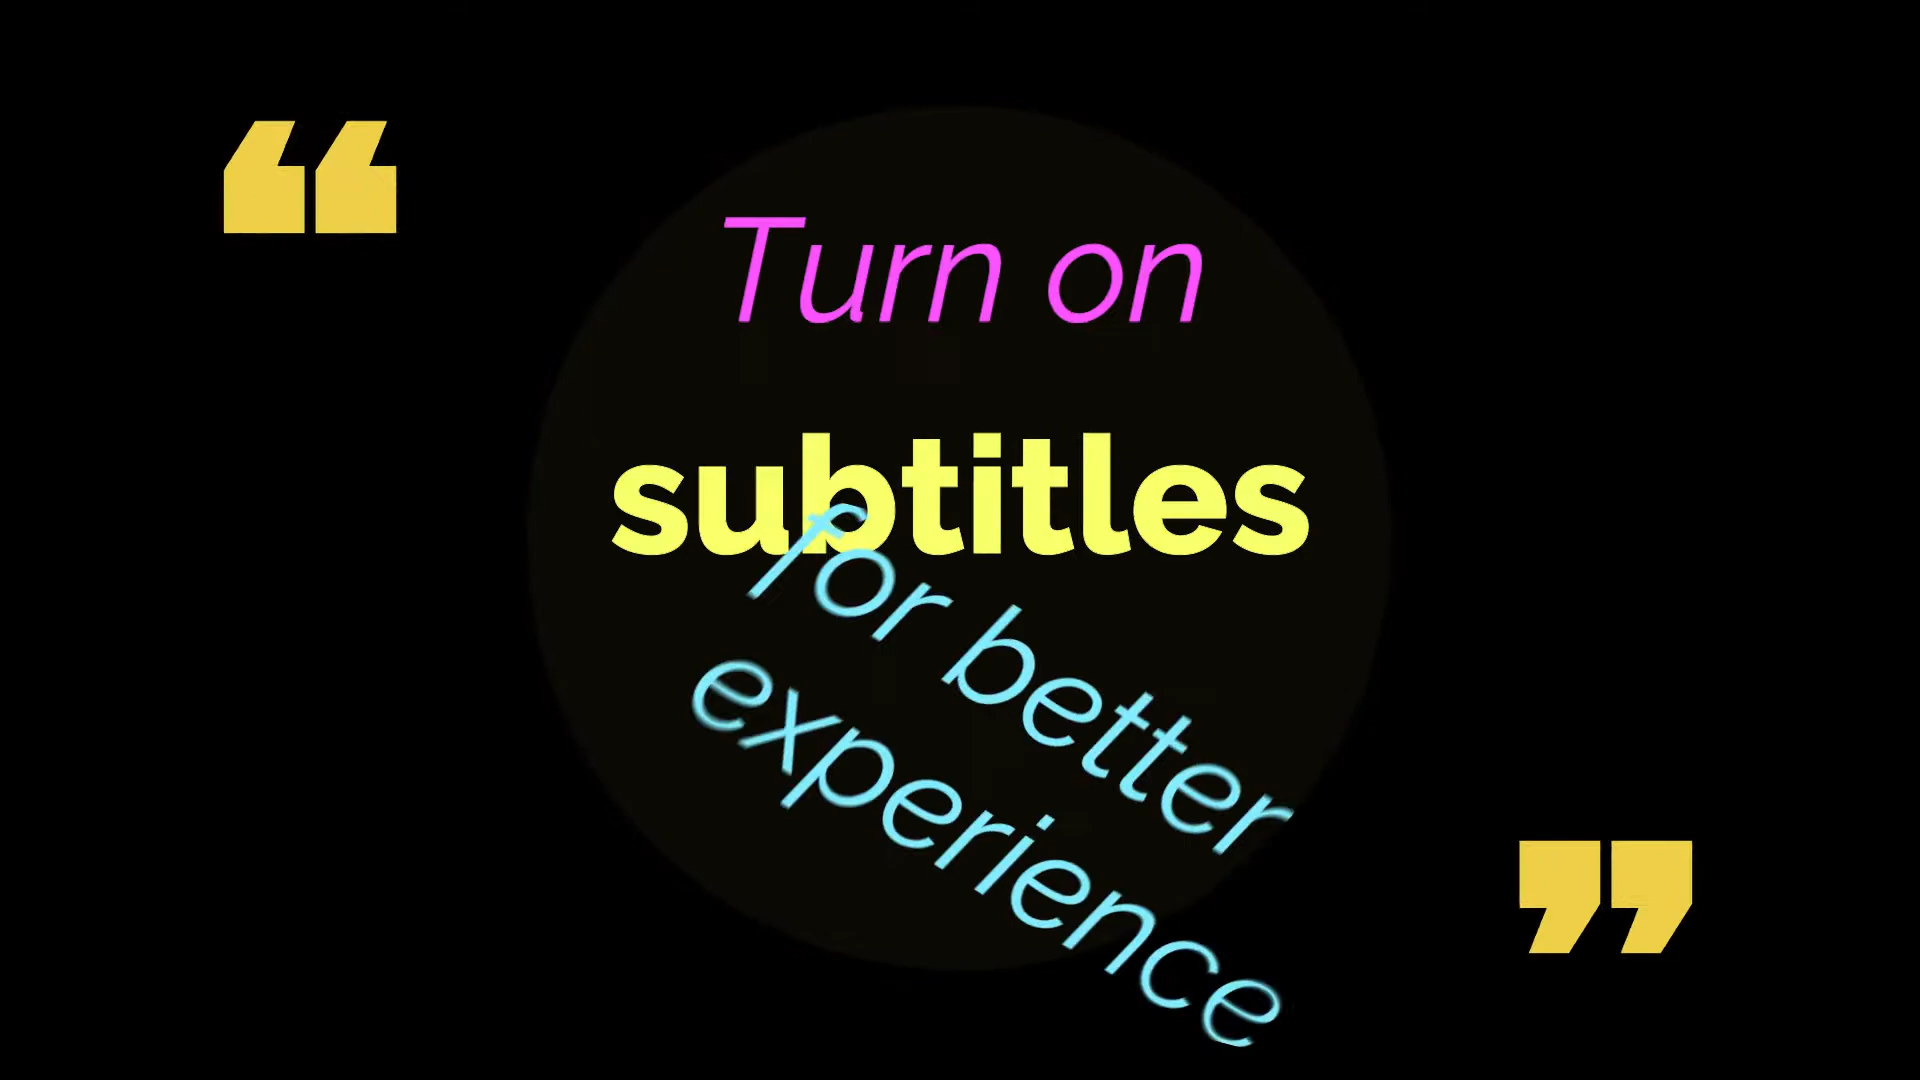 “
Turn on
subtitles
for better
experience
”